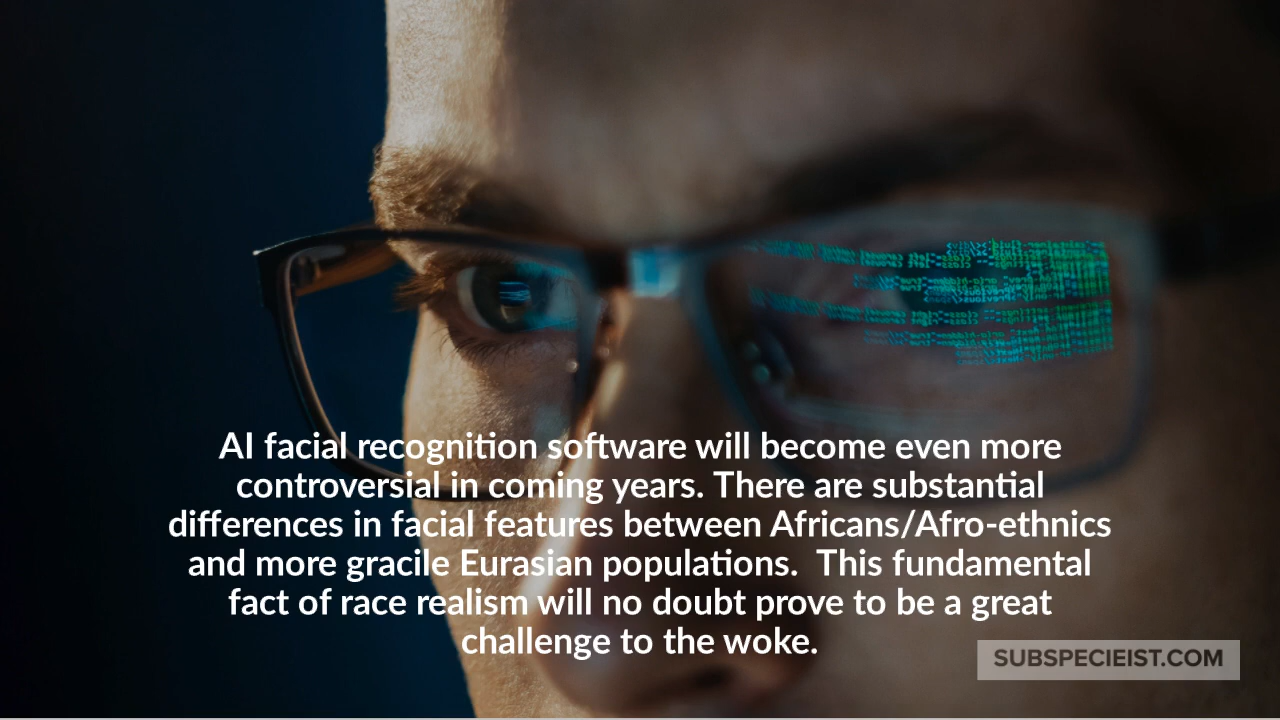 AI facial recognition software will become even more
controversial in coming years. There are substantial
differences in facial features between Africans/Afro-ethnics
and more gracile Eurasian populations.  This fundamental
fact of race realism will no doubt prove to be a great
challenge to the woke.
SUBSPECIEIST.COM